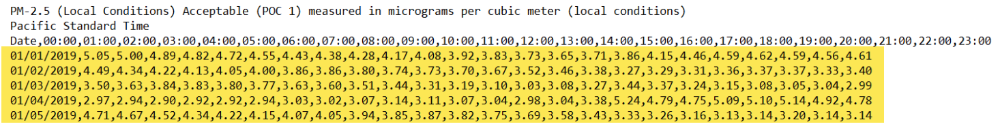 PM-2.5 (Local Conditions) Acceptable (POC 1) measured in micrograms per cubic meter (local conditions)
Pacific Standard Time
Date,00:00,01:00,02:00,03:00,04:00,05:00,06:00,07:00,08:00,09:00,10:00,11:00,12:00,13:00,14:00,15:00,16:00,17:00,18:00,19:00,20:00,21:00,22:00,23:00
01/01/2019,5.05,5.00,4.89,4.82,4.72,4.55,4.43,4.38,4.28,4.17,4.08,3.92,3.83,3.73,3.65,3.71,3.86,4.15,4.46,4.59,4.62,4.59,4.56,4.61
01/02/2019,4.49,4.34,4.22,4.13,4.05,4.00,3.86,3.86,3.80,3.74,3.73,3.70,3.67,3.52,3.46,3.38,3.27,3.29,3.31,3.36,3.37,3.37,3.33,3.40
01/03/2019,3.50,3.63,3.84,3.83,3.80,3.77,3.63,3.60,3.51,3.44,3.31,3.19,3.10,3.03,3.08,3.27,3.44,3.37,3.24,3.15,3.08,3.05,3.04,2.99
01/04/2019,2.97,2.94,2.90,2.92,2.92,2.94,3.03,3.02,3.07,3.14,3.11,3.07,3.04,2.98,3.04,3.38,5.24,4.79,4.75,5.09,5.10,5.14,4.92,4.78
01/05/2019,4.71,4.67,4.52,4.34,4.22,4.15,4.07,4.05,3.94,3.85,3.87,3.82,3.75,3.69,3.58,3.43,3.33,3.26,3.16,3.13,3.14,3.20,3.14,3.14